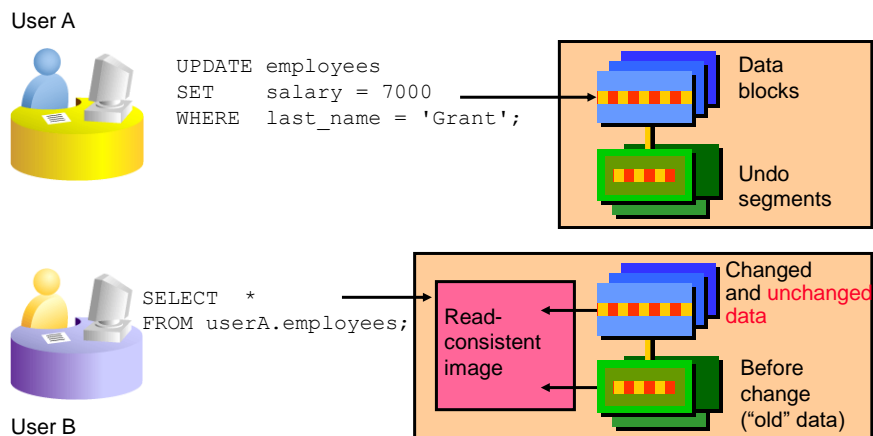 User A
UPDATE employees
SET salary = 7000
WHERE last_name = 'Grant';
Data
blocks
Undo
segments
SELECT *
FROM userA.employees;
Read-
consistent
image
Changed
and unchanged
data
Before
change
(“old” data)
User B